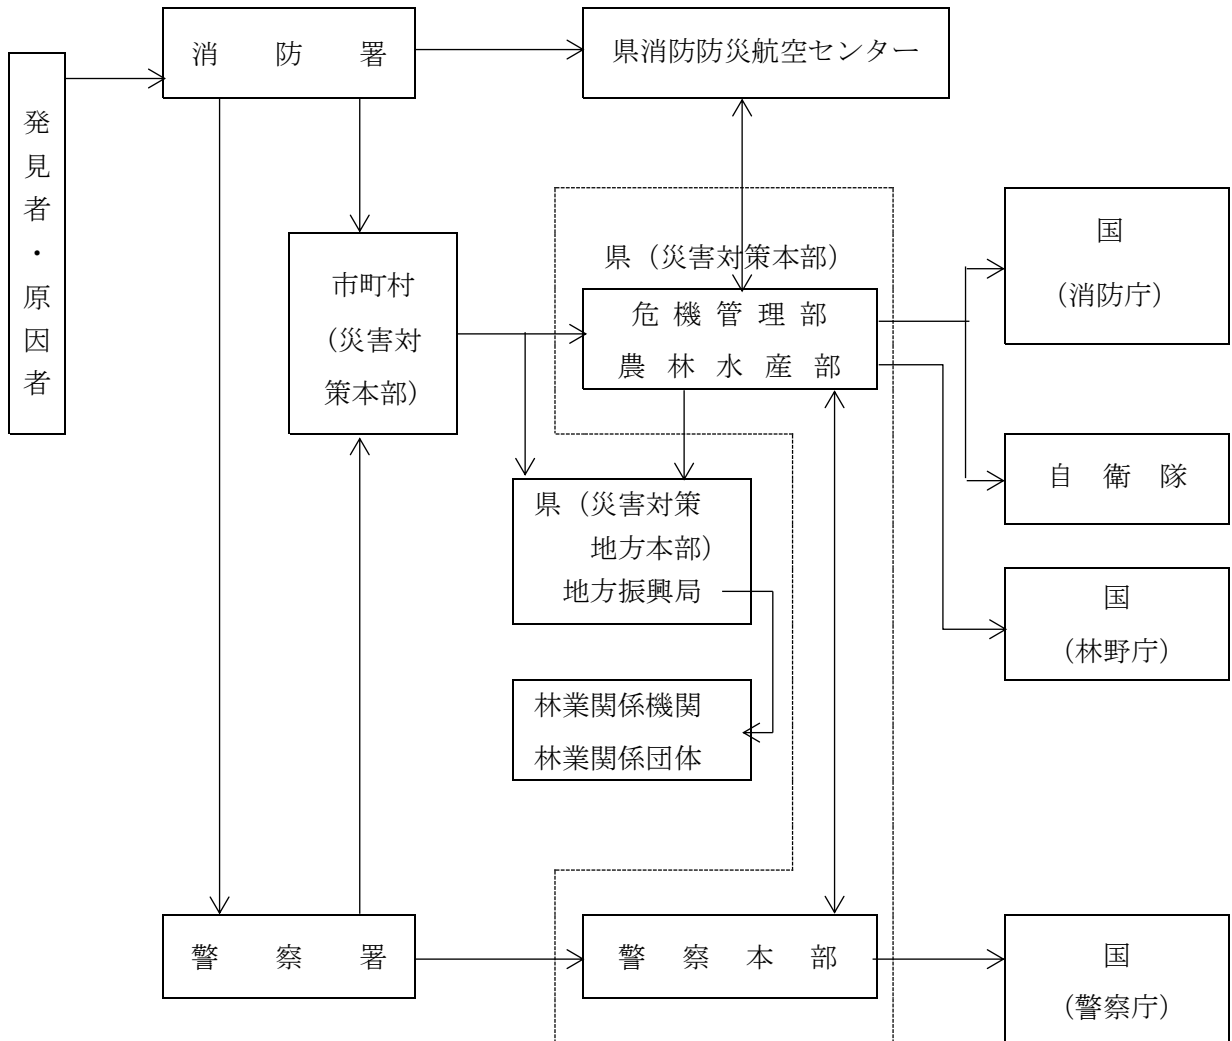 消防署
県消防防災航空センター
発見者・原因者
国
（消防庁）
県（災害対策本部）
市町村
（災害対
策本部）
危機管理部
農林水産部
自衛隊
県（災害対策
地方本部）
地方振興局
国
（林野庁）
林業関係機関
林業関係団体
警察署
警察本部
国
（警察庁）